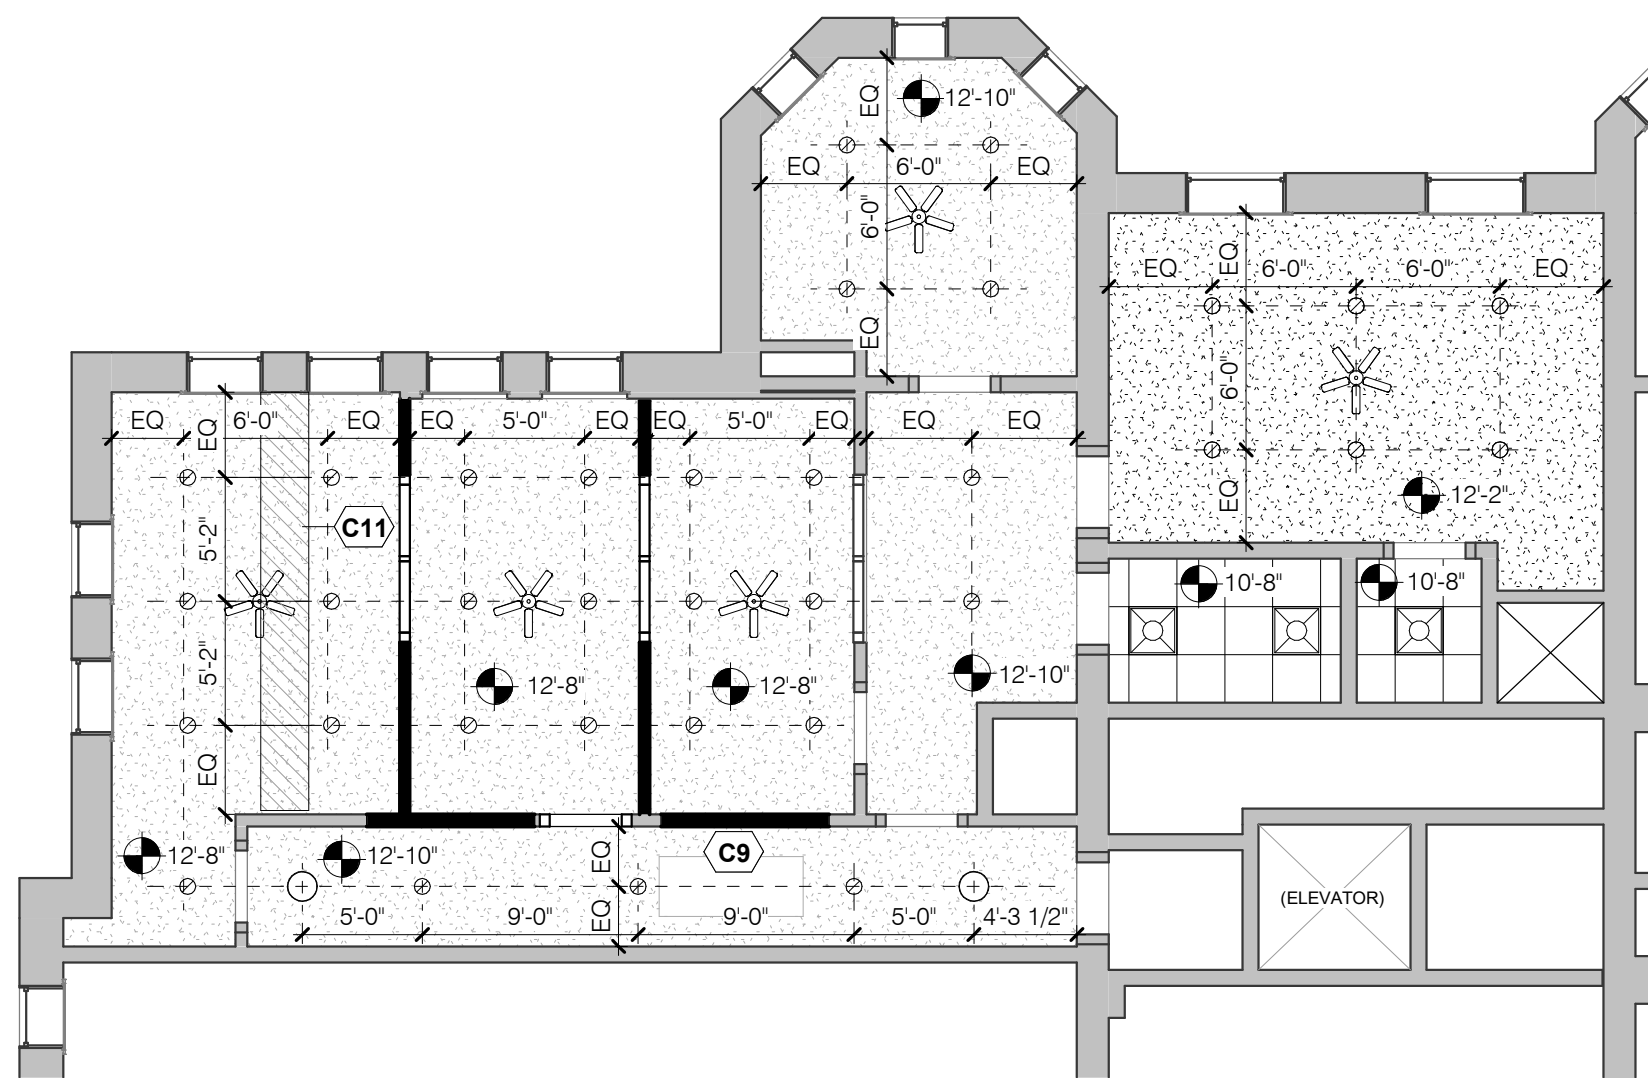 EQ
12'-10"
EQ
6'-0"
EQ
6'-0"
EQ
EQ
EQ
6'-0"
6'-0"
EQ
6'-0"
EQ
12'-2"
EQ
6'-0"
EQ
EQ
5'-0"
EQ
EQ
5'-0"
EQ
EQ
EQ
EQ
C11
5'-2"
10'-8"
10'-8"
5'-2"
12'-8"
12'-8"
12'-10"
EQ
12'-8"
12'-10"
EQ
C9
(ELEVATOR)
5'-0"
9'-0"
EQ
9'-0"
5'-0"
4'-3 1/2"